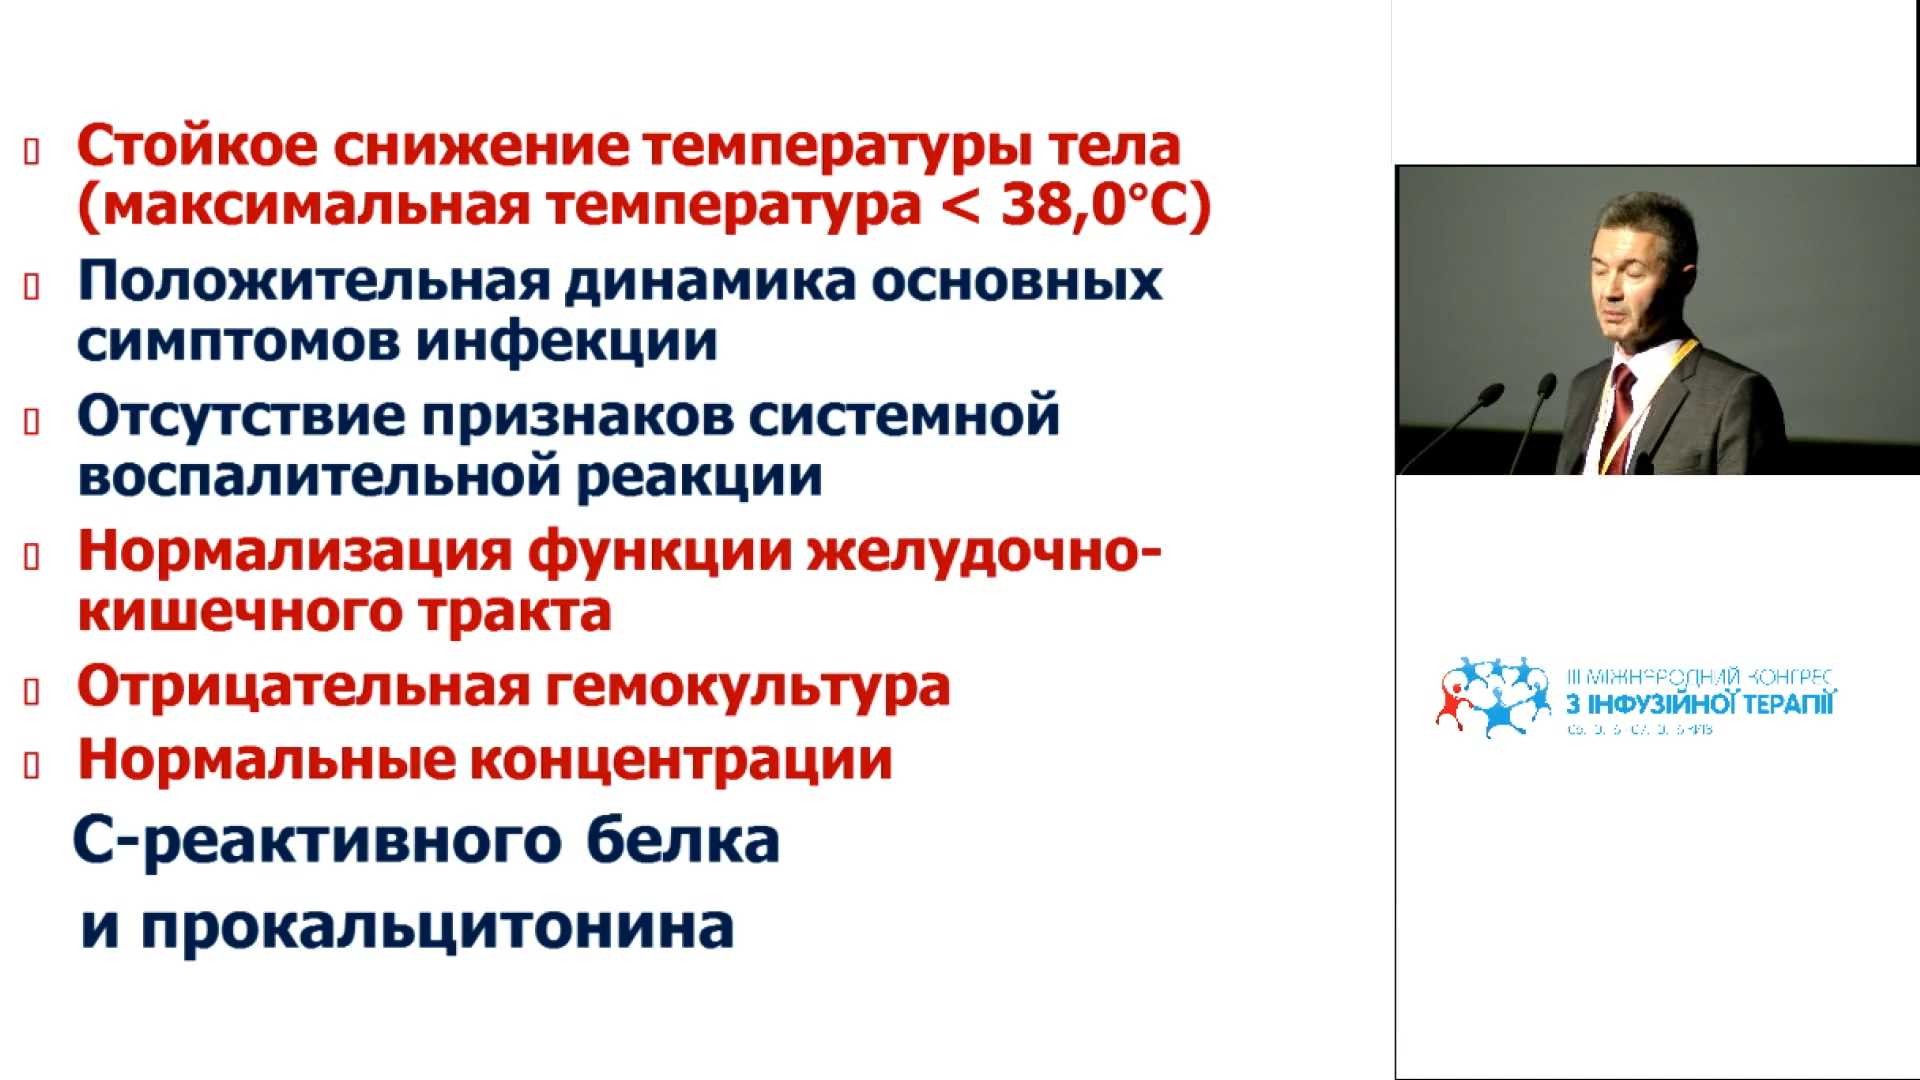 Стойкое снижение температуры тела
(максимальная температура < 38,0°С)
Положительная динамика основных
симптомов инфекции
Отсутствие признаков системной
воспалительной реакции
Нормализация функции желудочно-
кишечного тракта
Отрицательная гемокультура
Нормальные концентрации
С-реактивного белка
и прокальцитонина
III МІЖНАРОДНИЙ КОНГРЕС
З ІНФУЗІЙНОЇ ТЕРАПІЇ